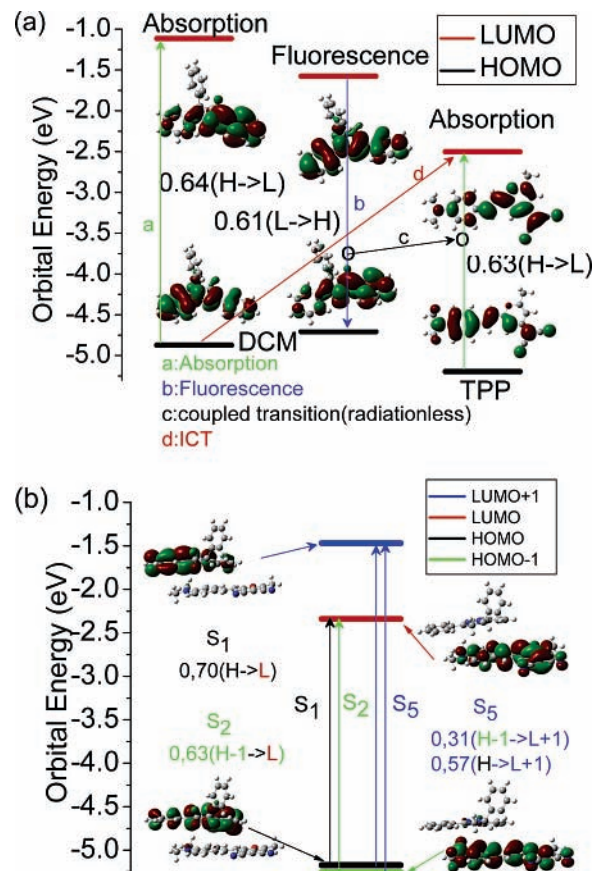 (a)
Absorption
Fluorescence
LUMO
HOMO
Absorption
Orbital Energy (eV)
-1.0
-1.5
-2.0
-2.5
-3.0
-3.5
-4.0
-4.5
-5.0
0.64(H->L)
0.61(L->H)
0.63(H->L)
a
b
c
d
DCM
TPP
a:Absorption
b:Fluorescence
c:coupled transition(radiationless)
d:ICT
(b)
LUMO+1
LUMO
HOMO
HOMO-1
Orbital Energy (eV)
-1.0
-1.5
-2.0
-2.5
-3.0
-3.5
-4.0
-4.5
-5.0
S1
0,70(H->L)
S2
0,63(H-1->L)
S1
S2
S5
S5
0,31(H-1->L+1)
0,57(H->L+1)